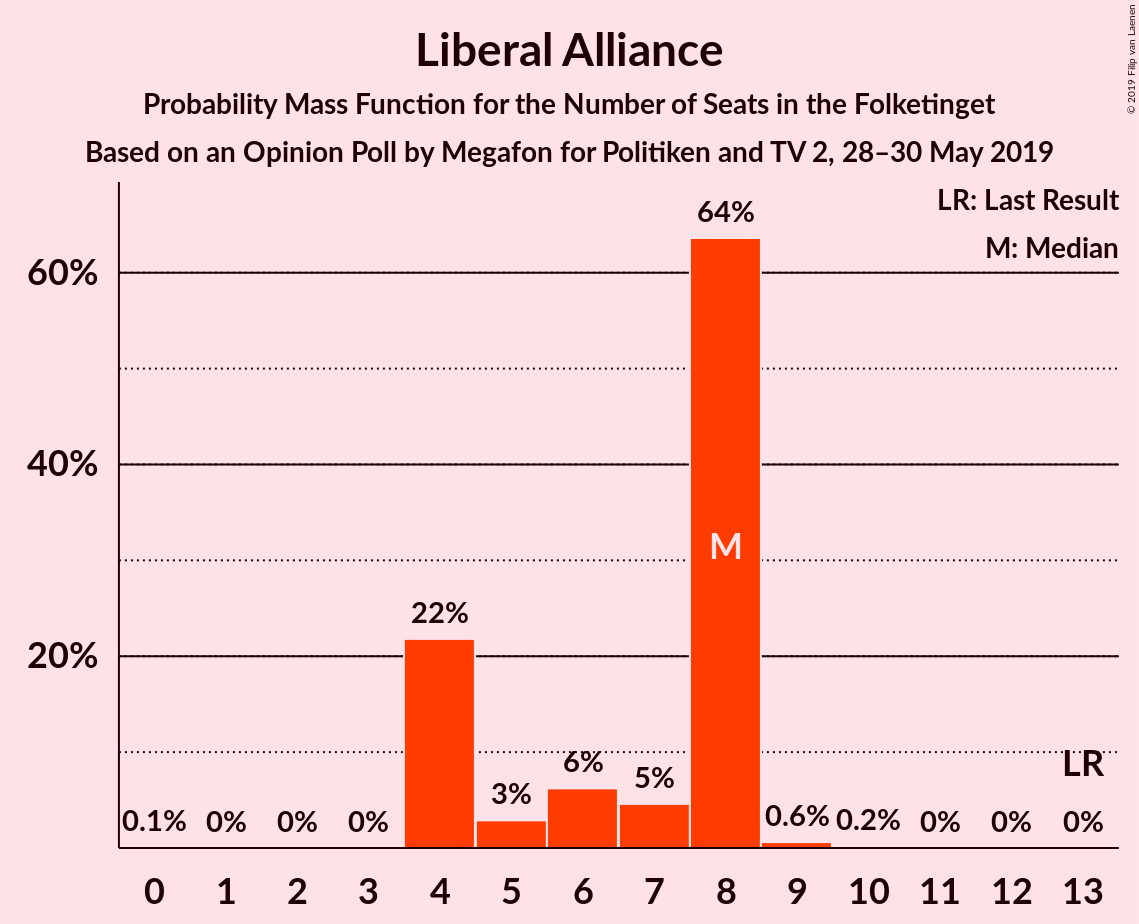 Liberal Alliance
Probability Mass Function for the Number of Seats in the Folketinget
Based on an Opinion Poll by Megafon for Politiken and TV 2, 28–30 May 2019
© 2019 Filip van Laenen
LR: Last Result
M: Median
64%
60%
40%
M
22%
20%
LR
6%
5%
3%
0.1% 0% 0% 0% 0.6% 0.2% 0% 0% 0%
0 1 2 3 4 5 6 7 8 9 10 11 12 13